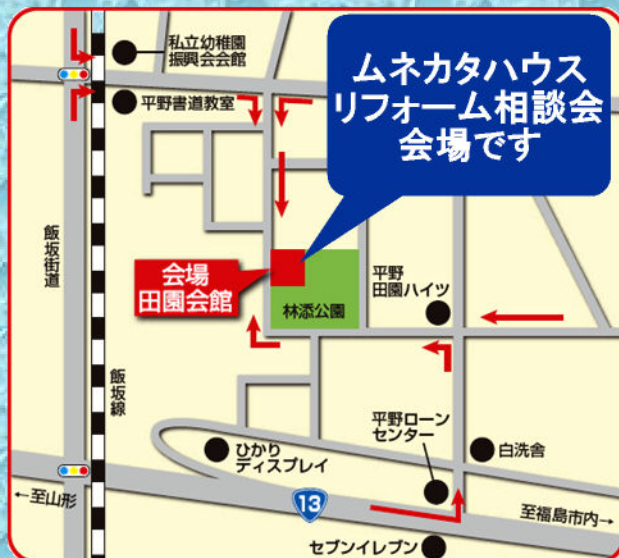 ムネカタハウス
リフォーム相談会
会場です
私立幼稚園
振興会会館
平野書道教室
飯坂街道
会場
田園会館
林添公園
平野
田園ハイツ
飯坂線
平野ローン
センター
ひかり
ディスプレイ
白洗舎
←至山形
13
至福島市内→
セブンイレブン